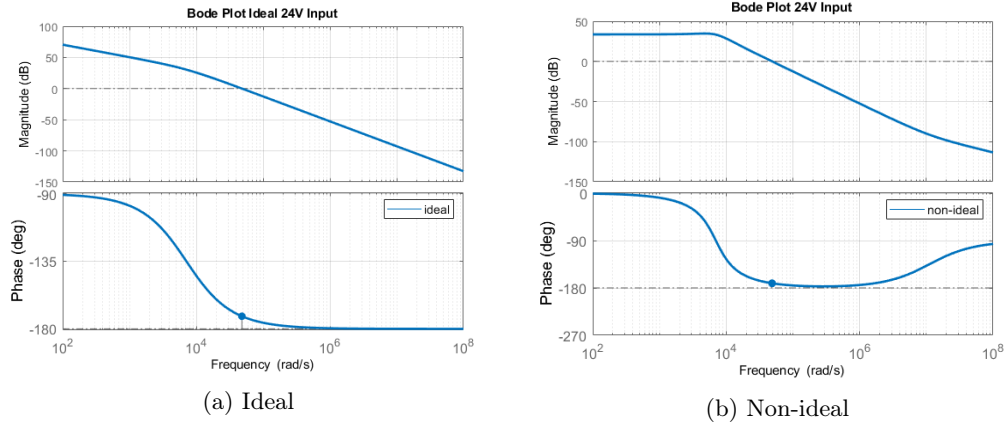 Bode Plot Ideal 24V Input
Magnitude (dB)
100
50
0
-50
-100
-150
Phase (deg)
-90
-135
-180
ideal
10^2
10^4
10^6
10^8
Frequency (rad/s)
(a) Ideal
Bode Plot 24V Input
Magnitude (dB)
50
0
-50
-100
-150
Phase (deg)
0
-90
-180
-270
non-ideal
10^2
10^4
10^6
10^8
Frequency (rad/s)
(b) Non-ideal